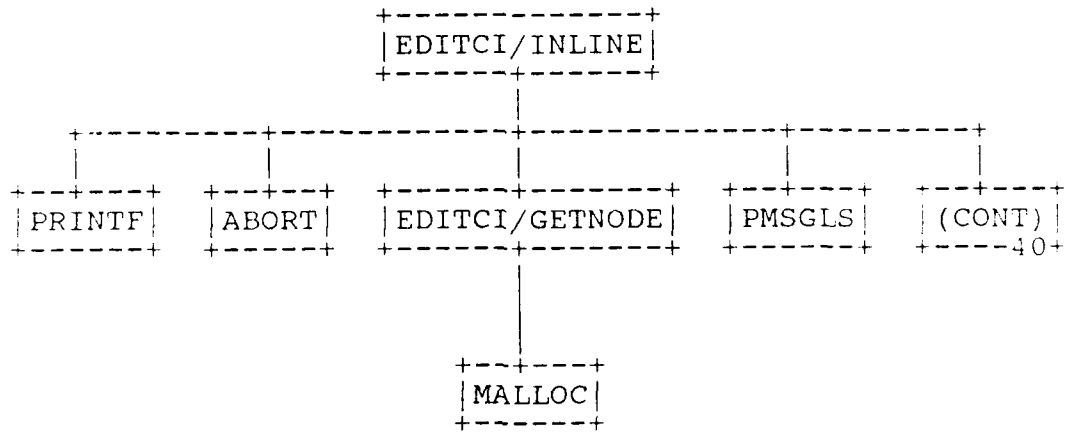 EDITCI/INLINE
PRINTF ABORT EDITCI/GETNODE PMSGLS (CONT)
40
MALLOC